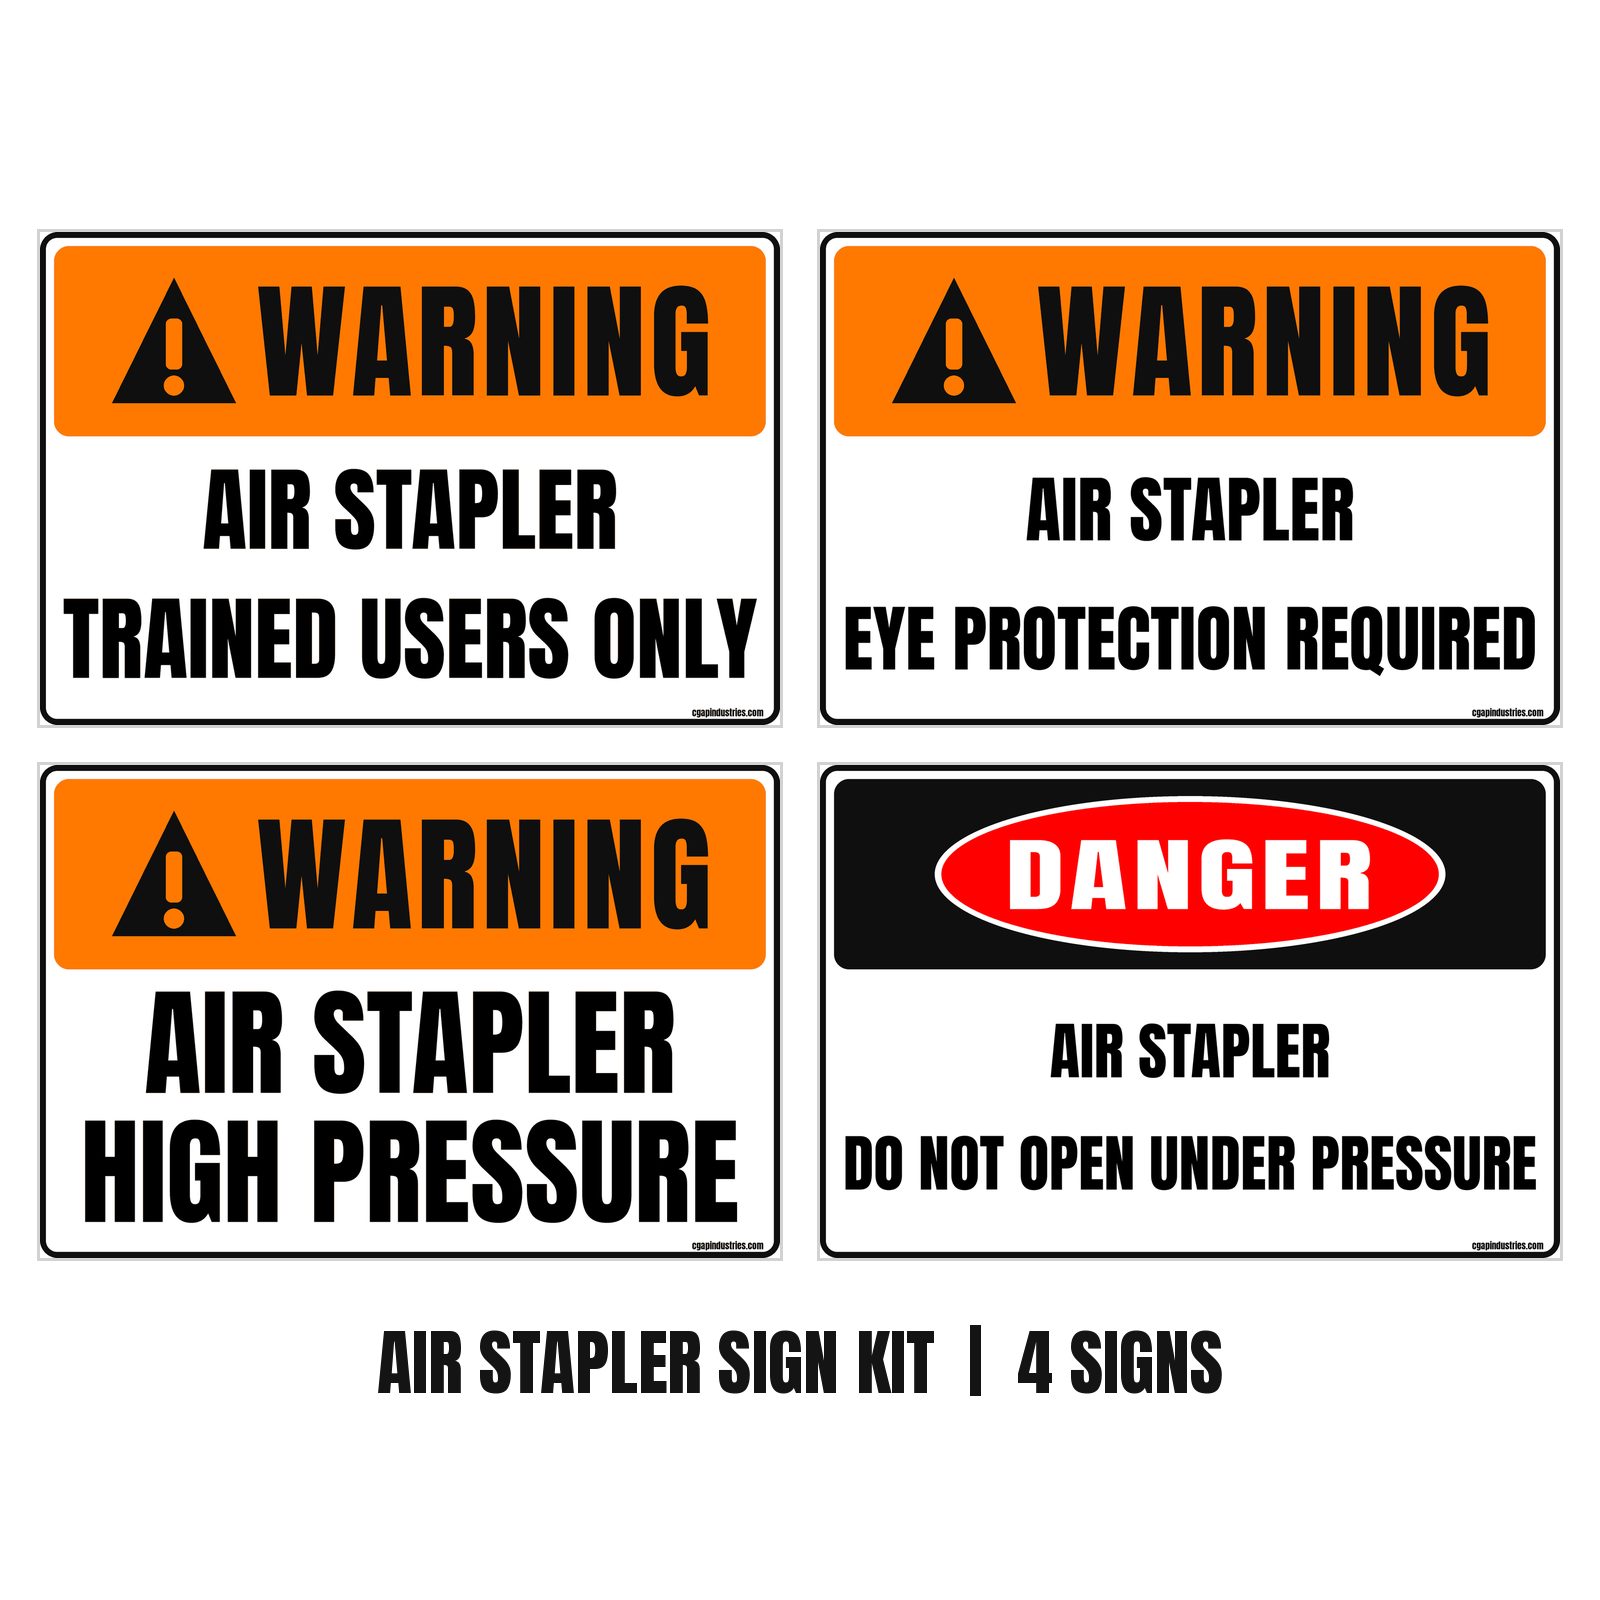 WARNING
AIR STAPLER
TRAINED USERS ONLY
cgapindustries.com
WARNING
AIR STAPLER
EYE PROTECTION REQUIRED
cgapindustries.com
WARNING
AIR STAPLER
HIGH PRESSURE
cgapindustries.com
DANGER
AIR STAPLER
DO NOT OPEN UNDER PRESSURE
cgapindustries.com
AIR STAPLER SIGN KIT | 4 SIGNS